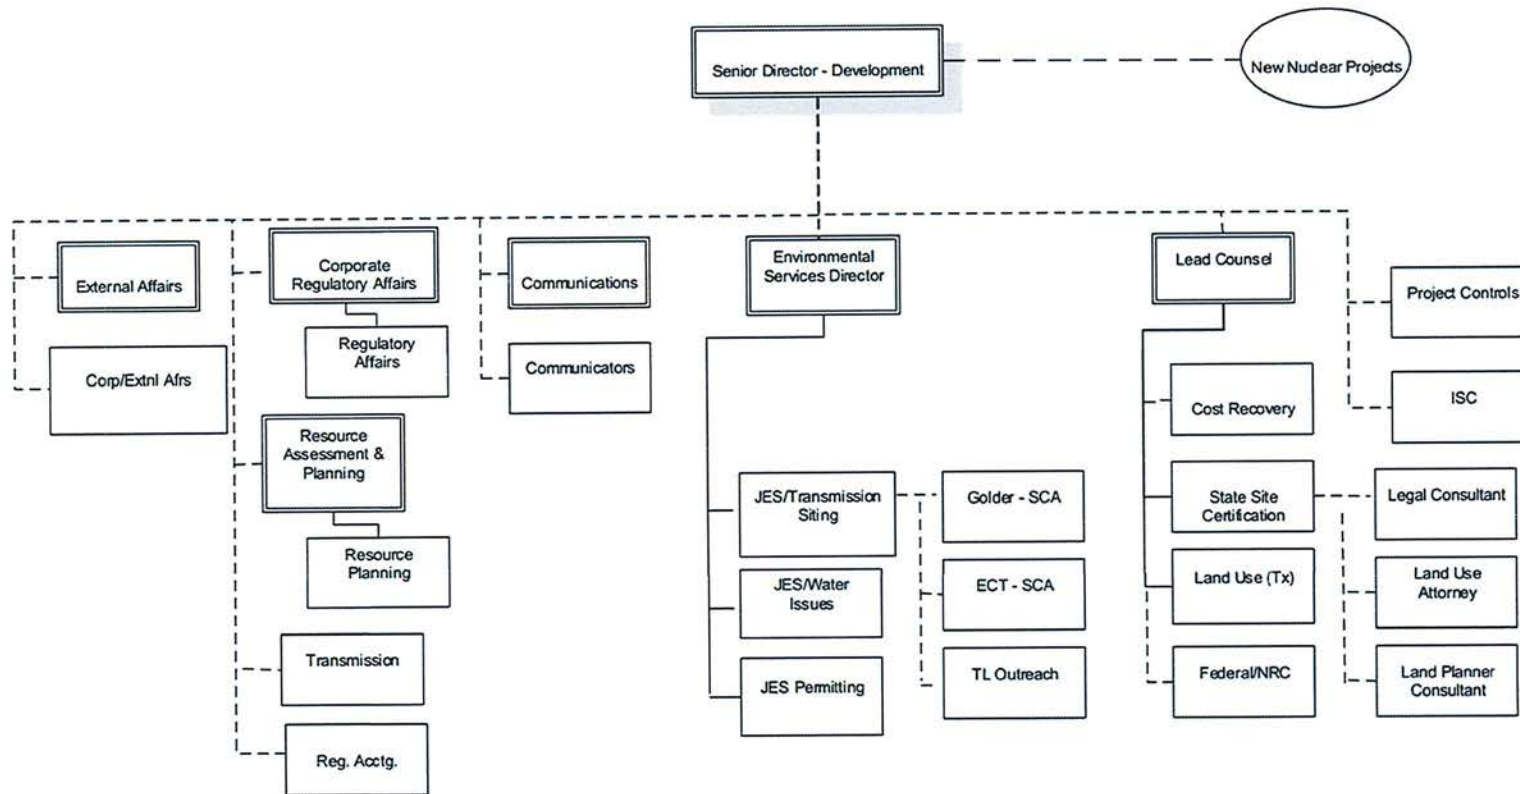 Senior Director - Development
New Nuclear Projects
External Affairs
Corp/Extnl Afrs
Corporate
Regulatory Affairs
Regulatory
Affairs
Resource
Assessment &
Planning
Resource
Planning
Transmission
Reg. Acctg.
Communications
Communicators
Environmental
Services Director
JES/Transmission
Siting
JES/Water
Issues
JES Permitting
Golder - SCA
ECT - SCA
TL Outreach
Lead Counsel
Cost Recovery
State Site
Certification
Land Use (Tx)
Federal/NRC
Project Controls
ISC
Legal Consultant
Land Use
Attorney
Land Planner
Consultant